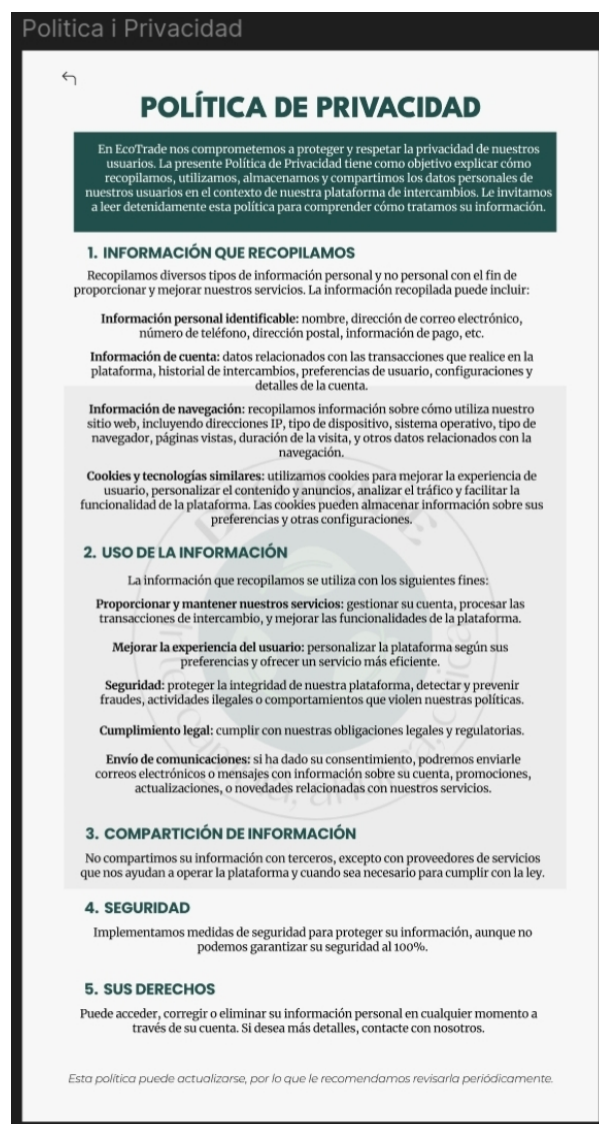 Politica i Privacidad
POLÍTICA DE PRIVACIDAD
En EcoTrade nos comprometemos a proteger y respetar la privacidad de nuestros
usuarios. La presente Política de Privacidad tiene como objetivo explicar cómo
recopilamos, utilizamos, almacenamos y compartimos los datos personales de
nuestros usuarios en el contexto de nuestra plataforma de intercambios. Le invitamos
a leer detenidamente esta política para comprender cómo tratamos su información.
1. INFORMACIÓN QUE RECOPILAMOS
Recopilamos diversos tipos de información personal y no personal con el fin de
proporcionar y mejorar nuestros servicios. La información recopilada puede incluir:
Información personal identificable: nombre, dirección de correo electrónico,
número de teléfono, dirección postal, información de pago, etc.
Información de cuenta: datos relacionados con las transacciones que realice en la
plataforma, historial de intercambios, preferencias de usuario, configuraciones y
detalles de la cuenta.
Información de navegación: recopilamos información sobre cómo utiliza nuestro
sitio web, incluyendo direcciones IP, tipo de dispositivo, sistema operativo, tipo de
navegador, páginas vistas, duración de la visita, y otros datos relacionados con la
navegación.
Cookies y tecnologías similares: utilizamos cookies para mejorar la experiencia de
usuario, personalizar el contenido y anuncios, analizar el tráfico y facilitar la
funcionalidad de la plataforma. Las cookies pueden almacenar información sobre sus
preferencias y otras configuraciones.
2. USO DE LA INFORMACIÓN
La información que recopilamos se utiliza con los siguientes fines:
Proporcionar y mantener nuestros servicios: gestionar su cuenta, procesar las
transacciones de intercambio, y mejorar las funcionalidades de la plataforma.
Mejorar la experiencia del usuario: personalizar la plataforma según sus
preferencias y ofrecer un servicio más eficiente.
Seguridad: proteger la integridad de nuestra plataforma, detectar y prevenir
fraudes, actividades ilegales o comportamientos que violen nuestras políticas.
Cumplimiento legal: cumplir con nuestras obligaciones legales y regulatorias.
Envío de comunicaciones: si ha dado su consentimiento, podremos enviarle
correos electrónicos o mensajes con información sobre su cuenta, promociones,
actualizaciones, o novedades relacionadas con nuestros servicios.
3. COMPARTICIÓN DE INFORMACIÓN
No compartimos su información con terceros, excepto con proveedores de servicios
que nos ayudan a operar la plataforma y cuando sea necesario para cumplir con la ley.
4. SEGURIDAD
Implementamos medidas de seguridad para proteger su información, aunque no
podemos garantizar su seguridad al 100%.
5. SUS DERECHOS
Puede acceder, corregir o eliminar su información personal en cualquier momento a
través de su cuenta. Si desea más detalles, contacte con nosotros.
Esta política puede actualizarse, por lo que le recomendamos revisarla periódicamente.